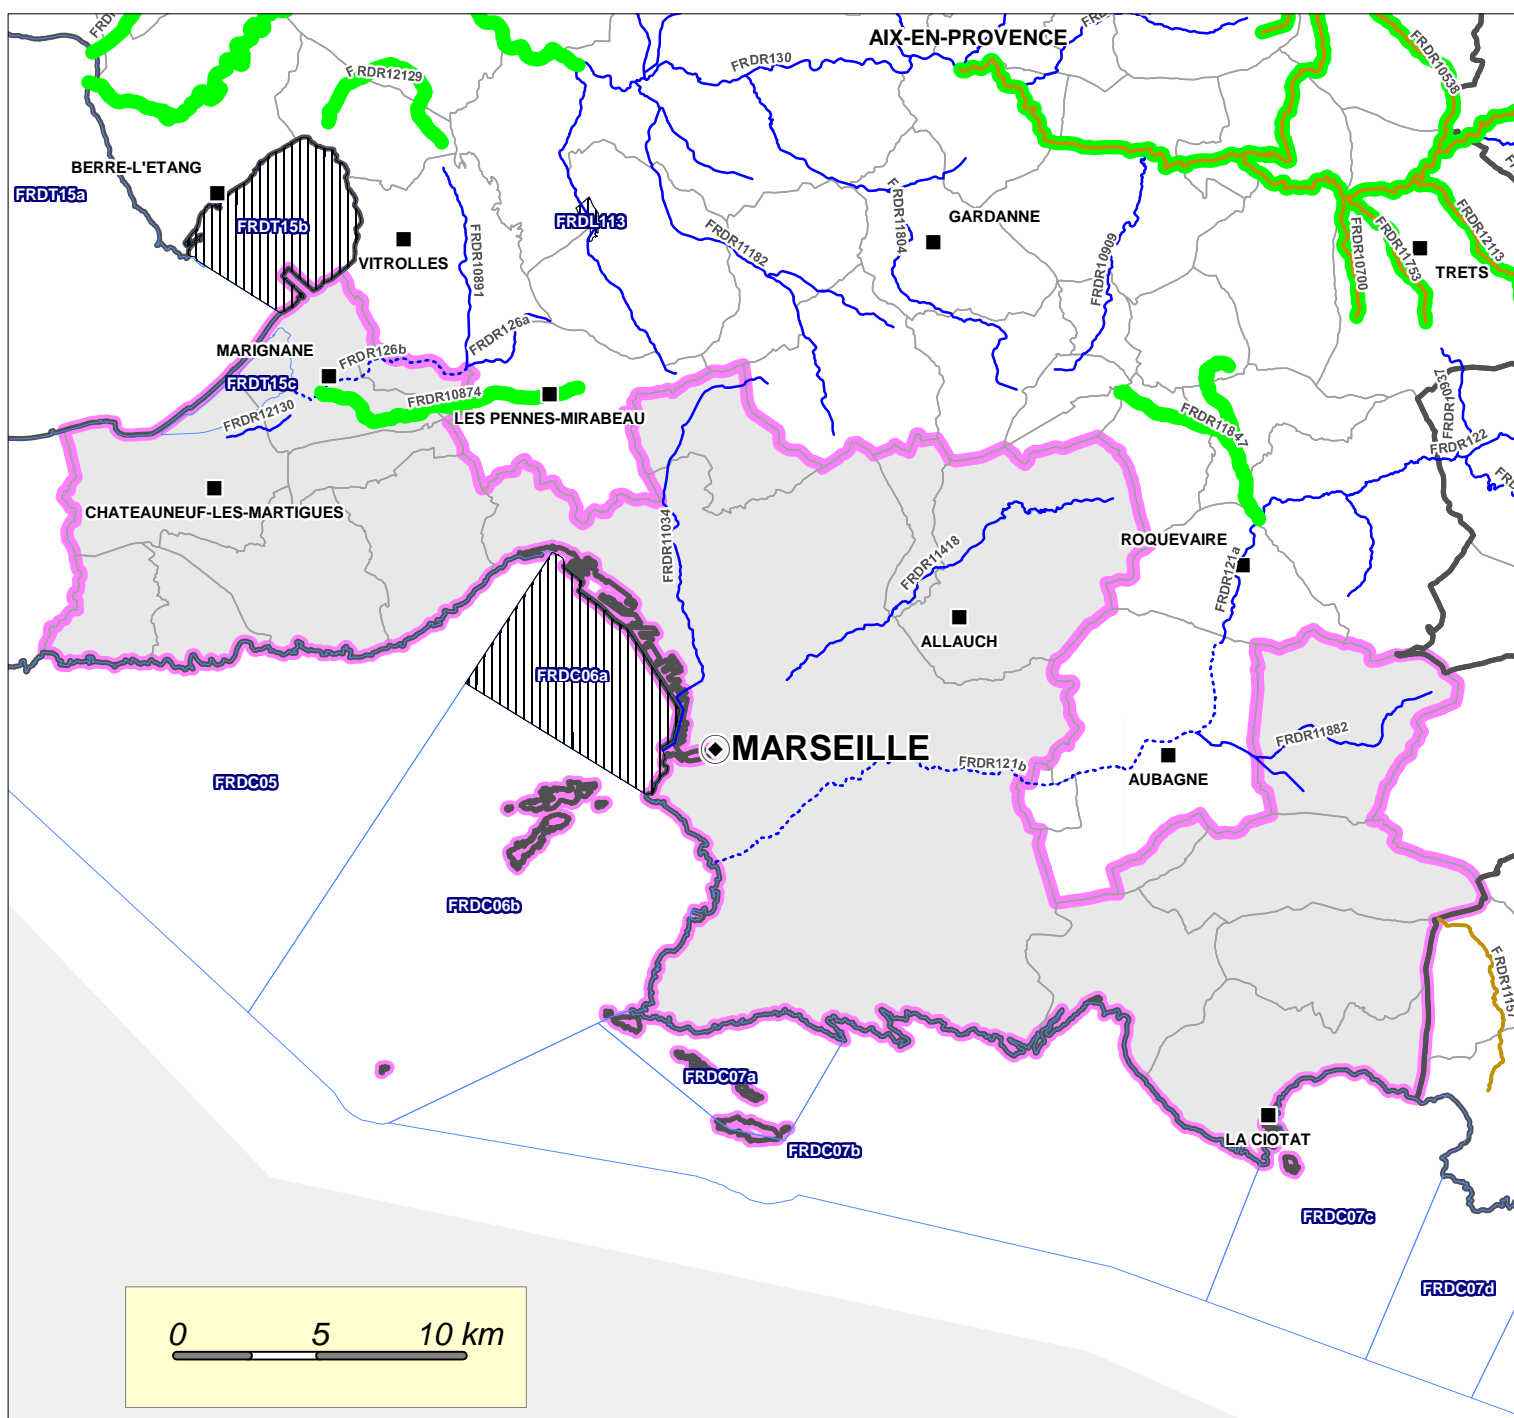 AIX-EN-PROVENCE
FRDR130
FRDR12129
FRDR10538
BERRE-L'ETANG
FRDT15a
FRDT15b
FRDL113
VITROLLES
FRDR10891
FRDR11182
FRDR11804
GARDANNE
FRDR10909
FRDR10700
FRDR11753
FRDR12113
TRETS
MARIGNANE
FRDR126b
FRDR126a
FRDT15c
FRDR10874
FRDR12130
LES PENNES-MIRABEAU
FRDR11847
FRDR10937
FRDR122
CHATEAUNEUF-LES-MARTIGUES
FRDR11034
FRDR11418
ROQUEVAIRE
FRDR121a
ALLAUCH
FRDC06a
MARSEILLE
FRDR121b
FRDR11882
AUBAGNE
FRDC05
FRDC06b
FRDR11157
FRDC07a
LA CIOTAT
FRDC07b
FRDC07c
FRDC07d
0 5 10 km